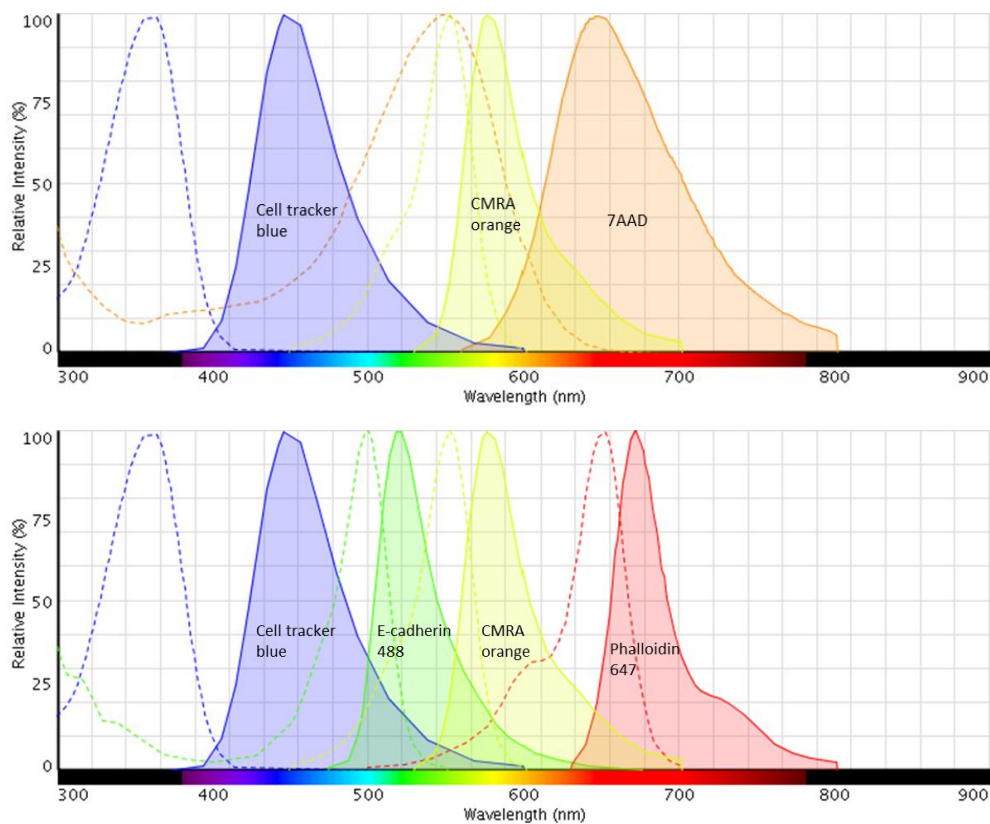 100
75
50
25
0
Relative Intensity (%)
Cell tracker
blue
CMRA
orange
7AAD
300 400 500 600 700 800 900
Wavelength (nm)
100
75
50
25
0
Relative Intensity (%)
Cell tracker
blue
E-cadherin
488
CMRA
orange
Phalloidin
647
300 400 500 600 700 800 900
Wavelength (nm)